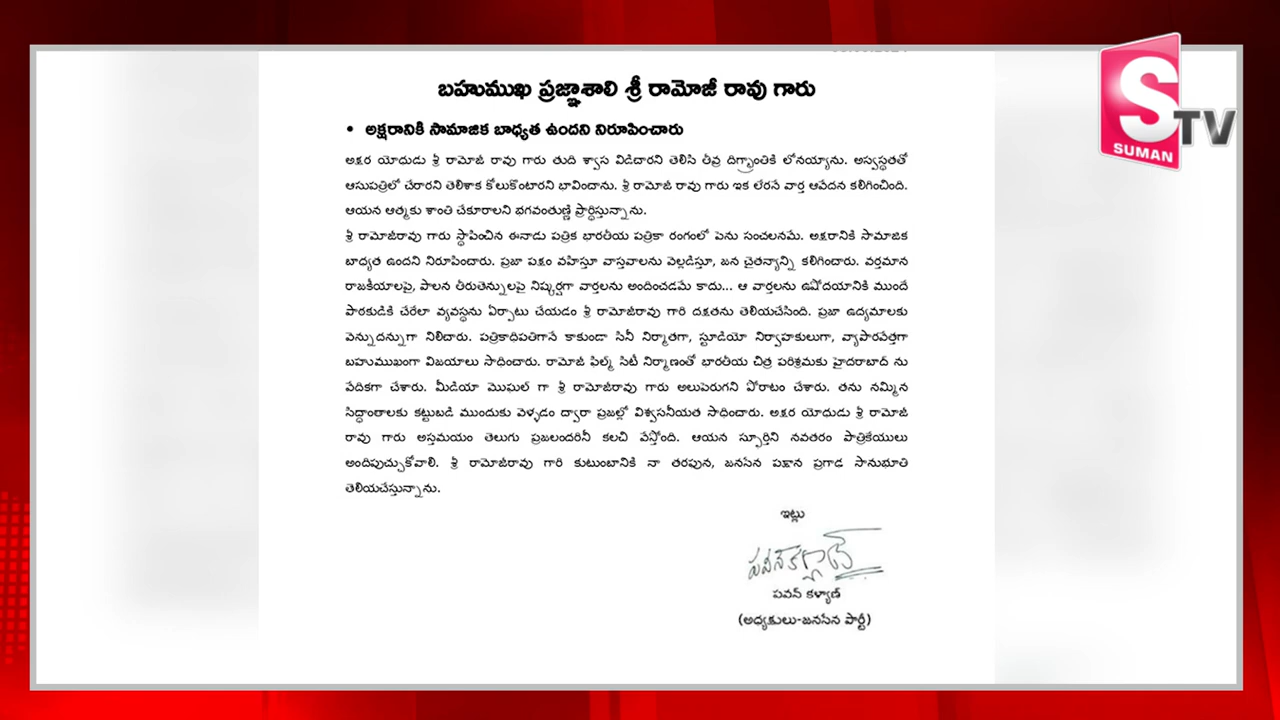 బహుముఖ ప్రజ్ఞాశాలి శ్రీ రామోజీ రావు గారు
• అక్షరానికి సామాజిక బాధ్యత ఉందని నిరూపించారు
అక్షర యోధుడు శ్రీ రామోజీ రావు గారు తుది శ్వాస విడిచారని తెలిసి తీవ్ర దిగ్భ్రాంతికి లోనయ్యాను. అస్వస్థతతో
ఆసుపత్రిలో చేరారని తెలిశాక కోలుకొంటారని భావించాను. శ్రీ రామోజీ రావు గారు ఇక లేరనే వార్త ఆవేదన కలిగించింది.
ఆయన ఆత్మకు శాంతి చేకూరాలని భగవంతుణ్ణి ప్రార్థిస్తున్నాను.
శ్రీ రామోజీరావు గారు స్థాపించిన ఈనాడు పత్రిక భారతీయ పత్రికా రంగంలో పెను సంచలనమే. అక్షరానికి సామాజిక
బాధ్యత ఉందని నిరూపించారు. ప్రజా పక్షం వహిస్తూ వాస్తవాలను వెల్లడిస్తూ, జన చైతన్యాన్ని కలిగించారు. వర్తమాన
రాజకీయాలపై, పాలన తీరుతెన్నులపై నిష్కర్షగా వార్తలను అందించడమే కాదు... ఆ వార్తలను ఉషోదయానికి ముందే
పాఠకుడికి చేరేలా వ్యవస్థను ఏర్పాటు చేయడం శ్రీ రామోజీరావు గారి దక్షతను తెలియచేసింది. ప్రజా ఉద్యమాలకు
వెన్నుదన్నుగా నిలిచారు. పత్రికాధిపతిగానే కాకుండా సినీ నిర్మాతగా, స్టూడియో నిర్వాహకులుగా, వ్యాపారవేత్తగా
బహుముఖంగా విజయాలు సాధించారు. రామోజీ ఫిల్మ్ సిటీ నిర్మాణంతో భారతీయ చిత్ర పరిశ్రమకు హైదరాబాద్ ను
వేదికగా చేశారు. మీడియా మొఘల్ గా శ్రీ రామోజీరావు గారు అలుపెరుగని పోరాటం చేశారు. తను నమ్మిన
సిద్ధాంతాలకు కట్టుబడి ముందుకు వెళ్ళడం ద్వారా ప్రజల్లో విశ్వసనీయత సాధించారు. అక్షర యోధుడు శ్రీ రామోజీ
రావు గారు అస్తమయం తెలుగు ప్రజలందరినీ కలచి వేస్తోంది. ఆయన స్ఫూర్తిని నవతరం పాత్రికేయులు
అందిపుచ్చుకోవాలి. శ్రీ రామోజీరావు గారి కుటుంబానికి నా తరపున, జనసేన పక్షాన ప్రగాఢ సానుభూతి
తెలియచేస్తున్నాను.
ఇట్లు
పవన్ కళ్యాణ్
పవన్ కళ్యాణ్
(అధ్యక్షులు-జనసేన పార్టీ)
S TV
SUMAN